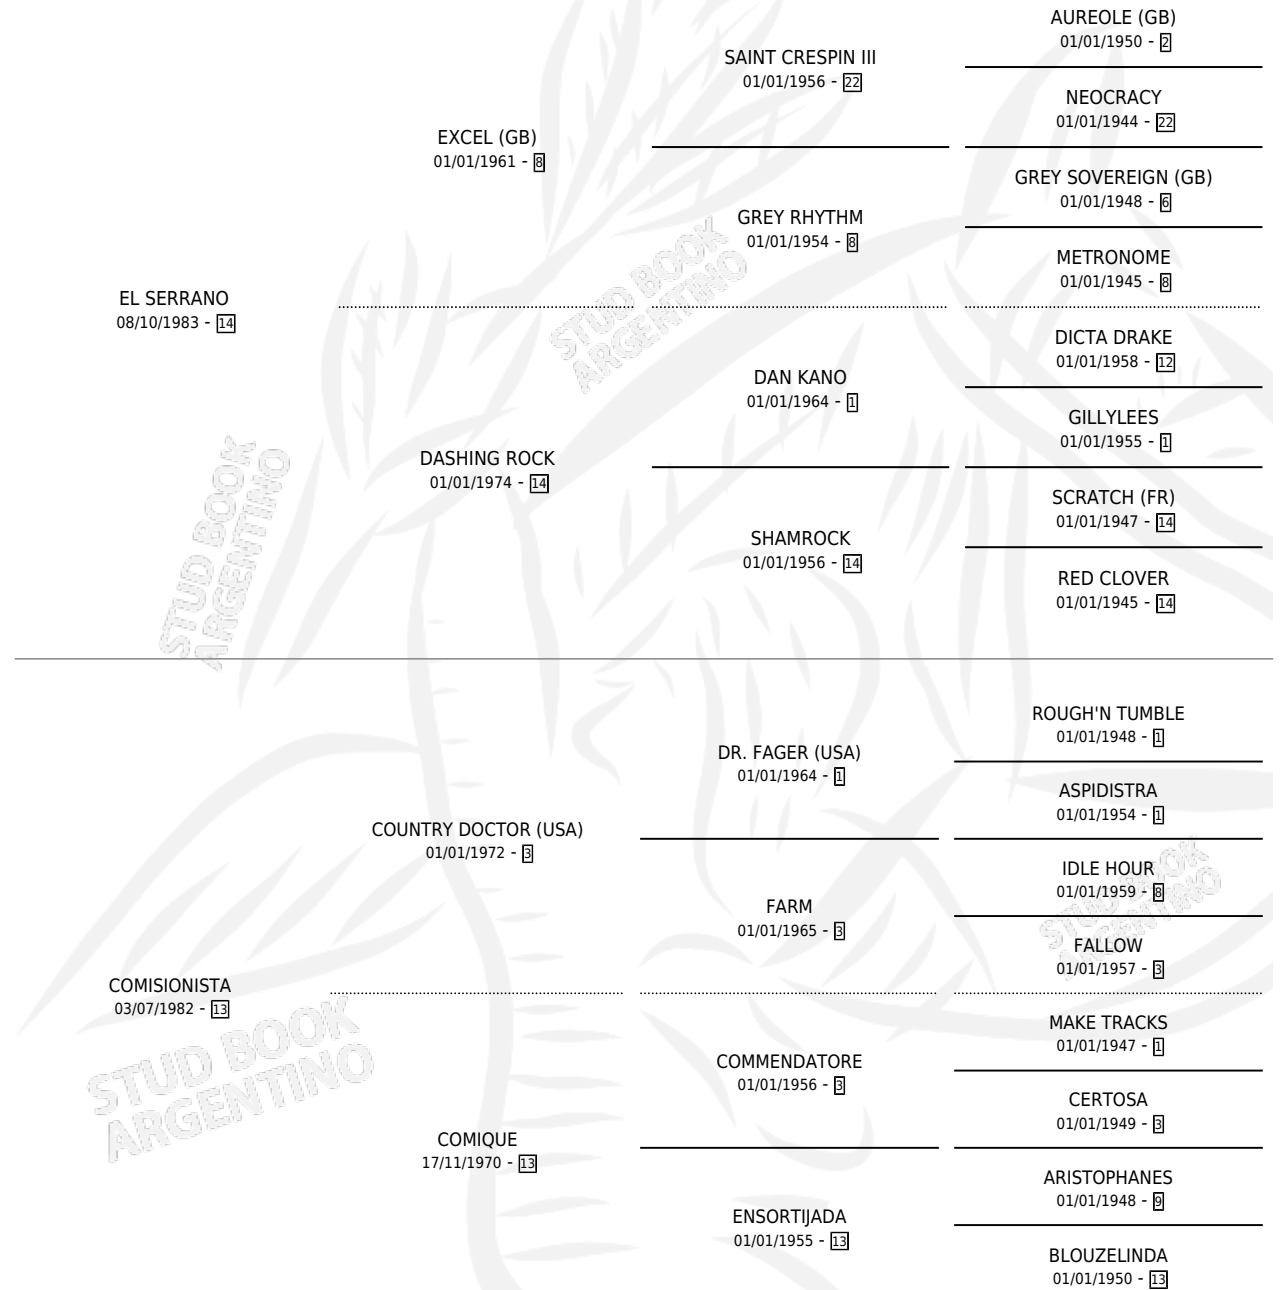 AUREOLE (GB)
01/01/1950 - 2
SAINT CRESPIN III
01/01/1956 - 22
NEOCRACY
01/01/1944 - 22
EXCEL (GB)
01/01/1961 - 8
GREY SOVEREIGN (GB)
01/01/1948 - 6
GREY RHYTHM
01/01/1954 - 8
METRONOME
01/01/1945 - 8
EL SERRANO
08/10/1983 - 14
DICTA DRAKE
01/01/1958 - 12
DAN KANO
01/01/1964 - 1
GILLYLEES
01/01/1955 - 1
DASHING ROCK
01/01/1974 - 14
SCRATCH (FR)
01/01/1947 - 14
SHAMROCK
01/01/1956 - 14
RED CLOVER
01/01/1945 - 14
STUD BOOK
ARGENTINO
STUD BOOK
ARGENTINO
ROUGH'N TUMBLE
01/01/1948 - 1
DR. FAGER (USA)
01/01/1964 - 1
ASPIDISTRA
01/01/1954 - 1
COUNTRY DOCTOR (USA)
01/01/1972 - 3
IDLE HOUR
01/01/1959 - 8
FARM
01/01/1965 - 3
FALLOW
01/01/1957 - 3
COMISIONISTA
03/07/1982 - 13
MAKE TRACKS
01/01/1947 - 1
COMMENDATORE
01/01/1956 - 3
CERTOSA
01/01/1949 - 3
COMIQUE
17/11/1970 - 13
ARISTOPHANES
01/01/1948 - 9
ENSORTIJADA
01/01/1955 - 13
BLOUZELINDA
01/01/1950 - 13
STUD BOOK
ARGENTINO
STUD BOOK
ARGENTINO